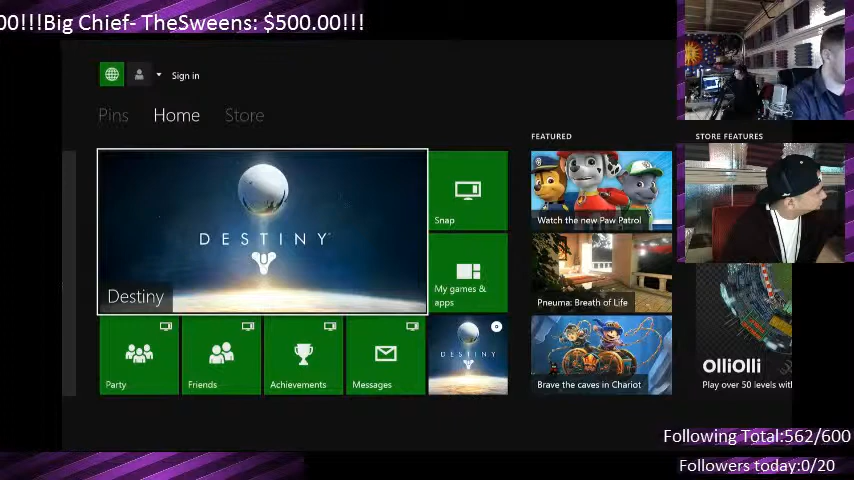 00!!!Big Chief- TheSweens: $500.00!!!
Sign in
Pins Home Store
FEATURED
STORE FEATURES
DESTINY
Destiny
Snap
My games &
apps
Party
Friends
Achievements
Messages
DESTINY
Watch the new Paw Patrol
Pneuma: Breath of Life
Brave the caves in Chariot
OlliOlli
Play over 50 levels with
Following Total:562/600
Followers today:0/20